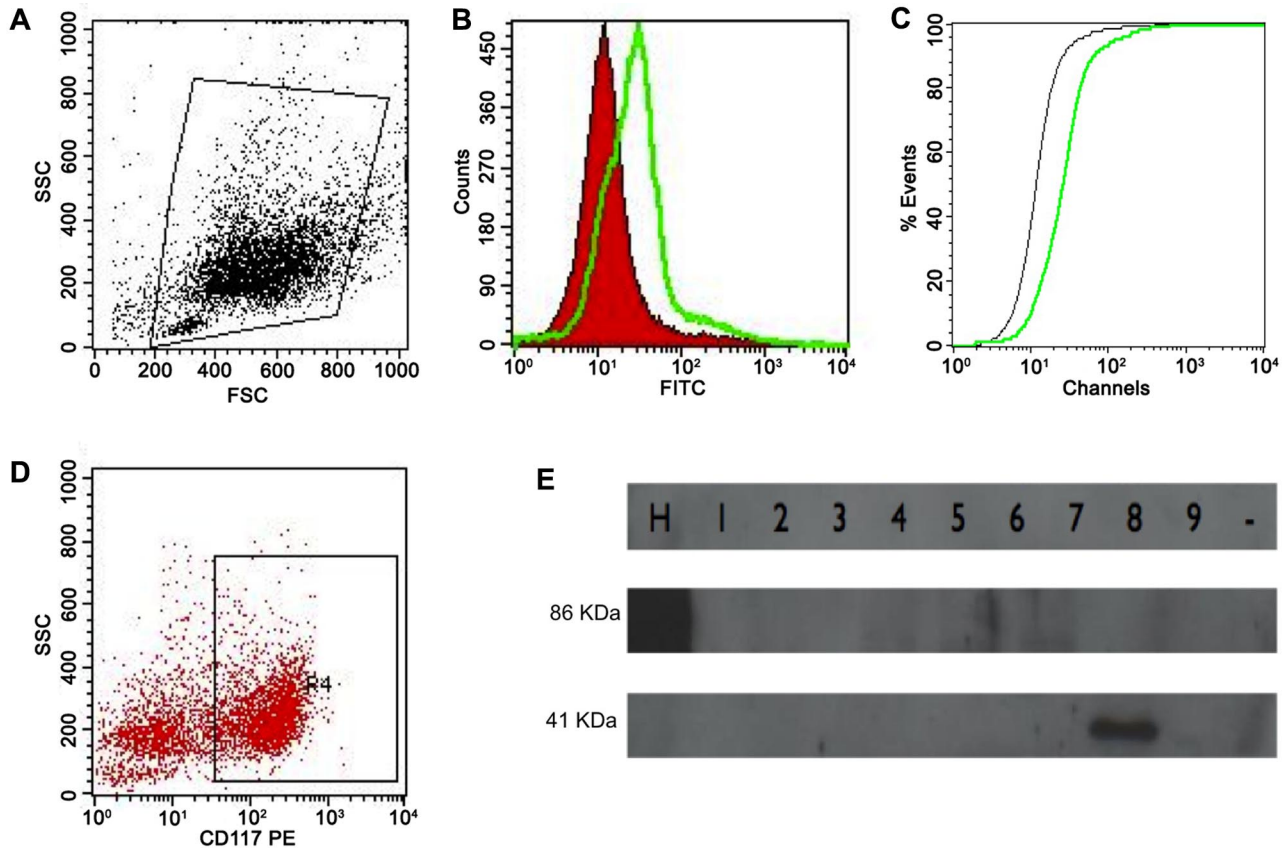 A
1000
800
600
400
200
0
SSC
0 200 400 600 800 1000
FSC
B
450
360
270
180
90
0
Counts
10⁰ 10¹ 10² 10³ 10⁴
FITC
C
100
80
60
40
20
0
% Events
10⁰ 10¹ 10² 10³ 10⁴
Channels
D
1000
800
600
400
200
0
SSC
R4
10⁰ 10¹ 10² 10³ 10⁴
CD117 PE
E
H 1 2 3 4 5 6 7 8 9 -
86 KDa
41 KDa